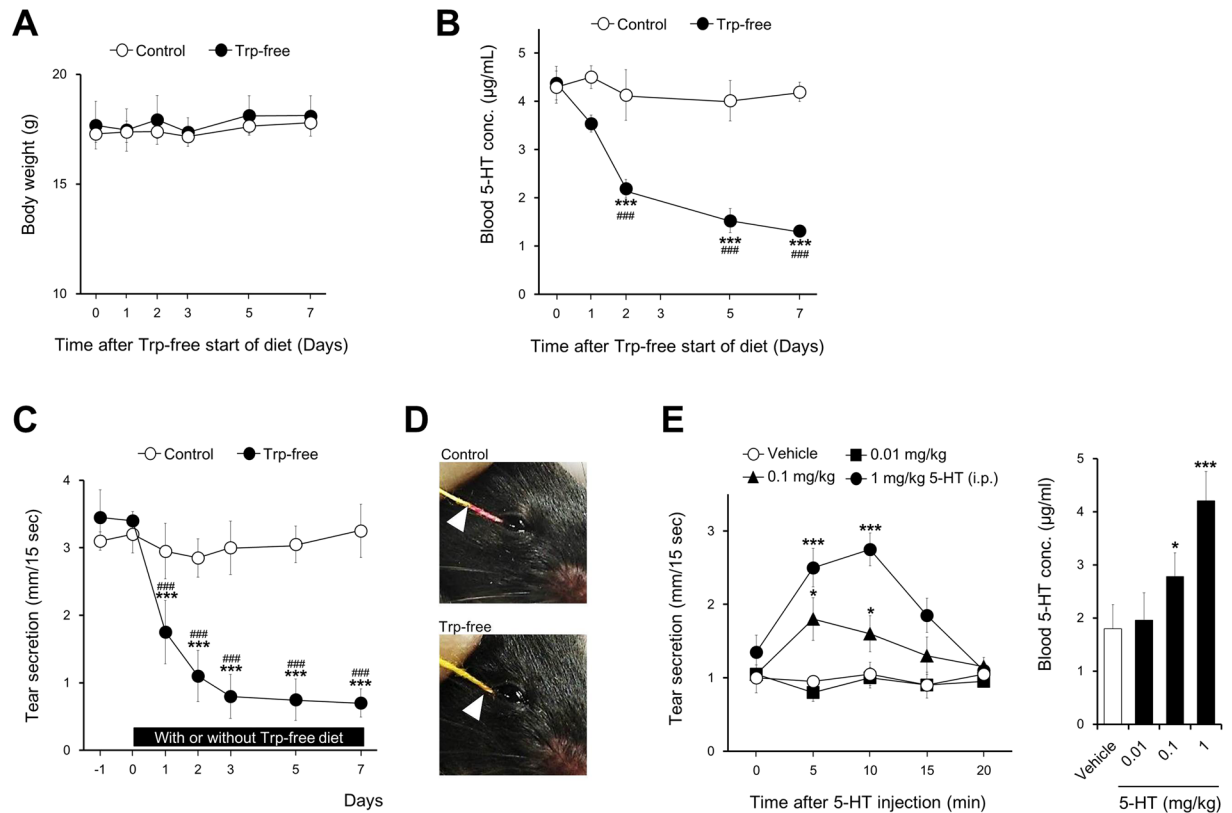 A
Control
Trp-free
20
15
10
Body weight (g)
0 1 2 3 5 7
Time after Trp-free start of diet (Days)
B
Control
Trp-free
5
4
3
2
1
0
Blood 5-HT conc. (µg/mL)
***
###
***
###
***
###
0 1 2 3 5 7
Time after Trp-free start of diet (Days)
C
Control
Trp-free
4
3
2
1
0
Tear secretion (mm/15 sec)
###
***
###
***
###
***
###
***
###
***
With or without Trp-free diet
-1 0 1 2 3 5 7
Days
D
Control
Trp-free
E
Vehicle
0.01 mg/kg
0.1 mg/kg
1 mg/kg 5-HT (i.p.)
3
2
1
0
Tear secretion (mm/15 sec)
***
***
*
*
0 5 10 15 20
Time after 5-HT injection (min)
5
4
3
2
1
0
Blood 5-HT conc. (µg/ml)
*
***
Vehicle
0.01
0.1
1
5-HT (mg/kg)